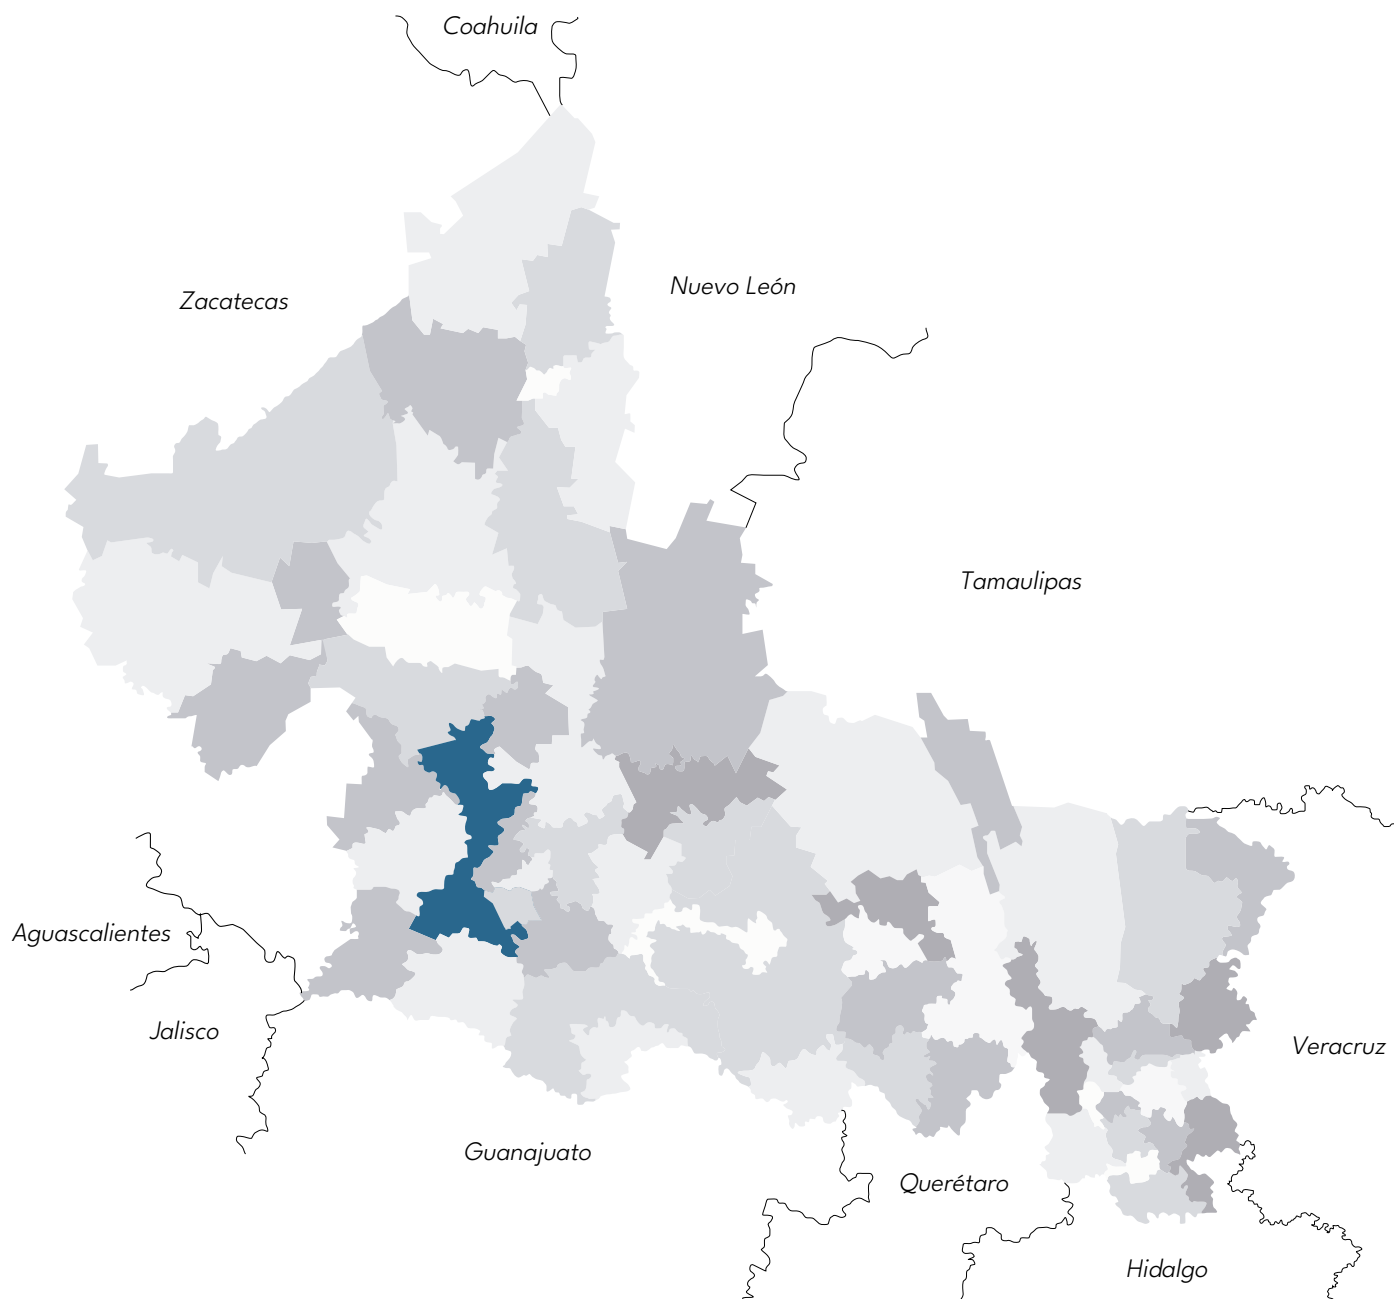 Coahuila
Nuevo León
Zacatecas
Tamaulipas
Aguascalientes
Jalisco
Veracruz
Guanajuato
Querétaro
Hidalgo